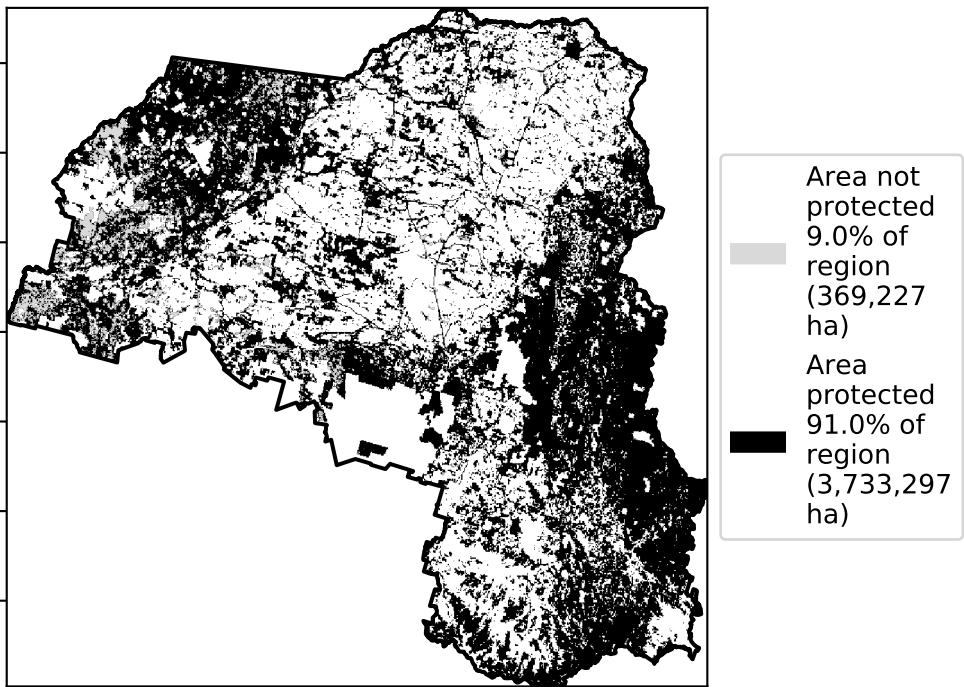 Area not
protected
9.0% of
region
(369,227
ha)
Area
protected
91.0% of
region
(3,733,297
ha)